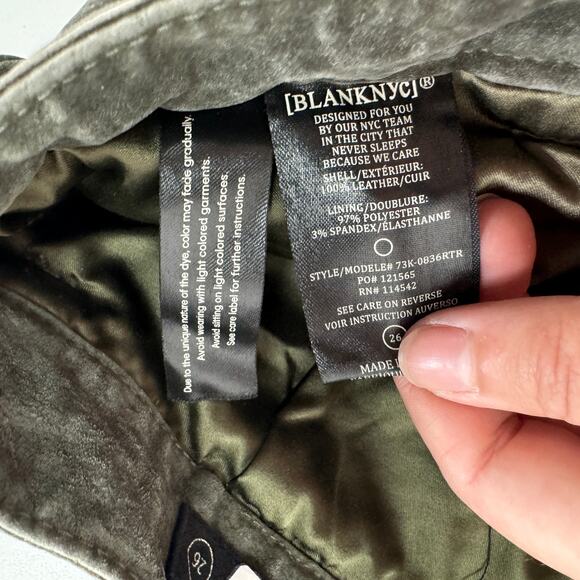 [BLANKNYC]®
DESIGNED FOR YOU
BY OUR NYC TEAM
IN THE CITY THAT
NEVER SLEEPS
BECAUSE WE CARE
SHELL/EXTÉRIEUR:
100% LEATHER/CUIR
LINING/DOUBLURE:
97% POLYESTER
3% SPANDEX/ÉLASTHANNE
STYLE/MODELE# 73K-0836RTR
PO# 121565
RN# 114542
SEE CARE ON REVERSE
VOIR INSTRUCTION AUVERSO
26
MADE
Due to the unique nature of the dye, color may fade gradually.
Avoid wearing with light colored garments.
Avoid sitting on light colored surfaces.
See care label for further instructions.
26